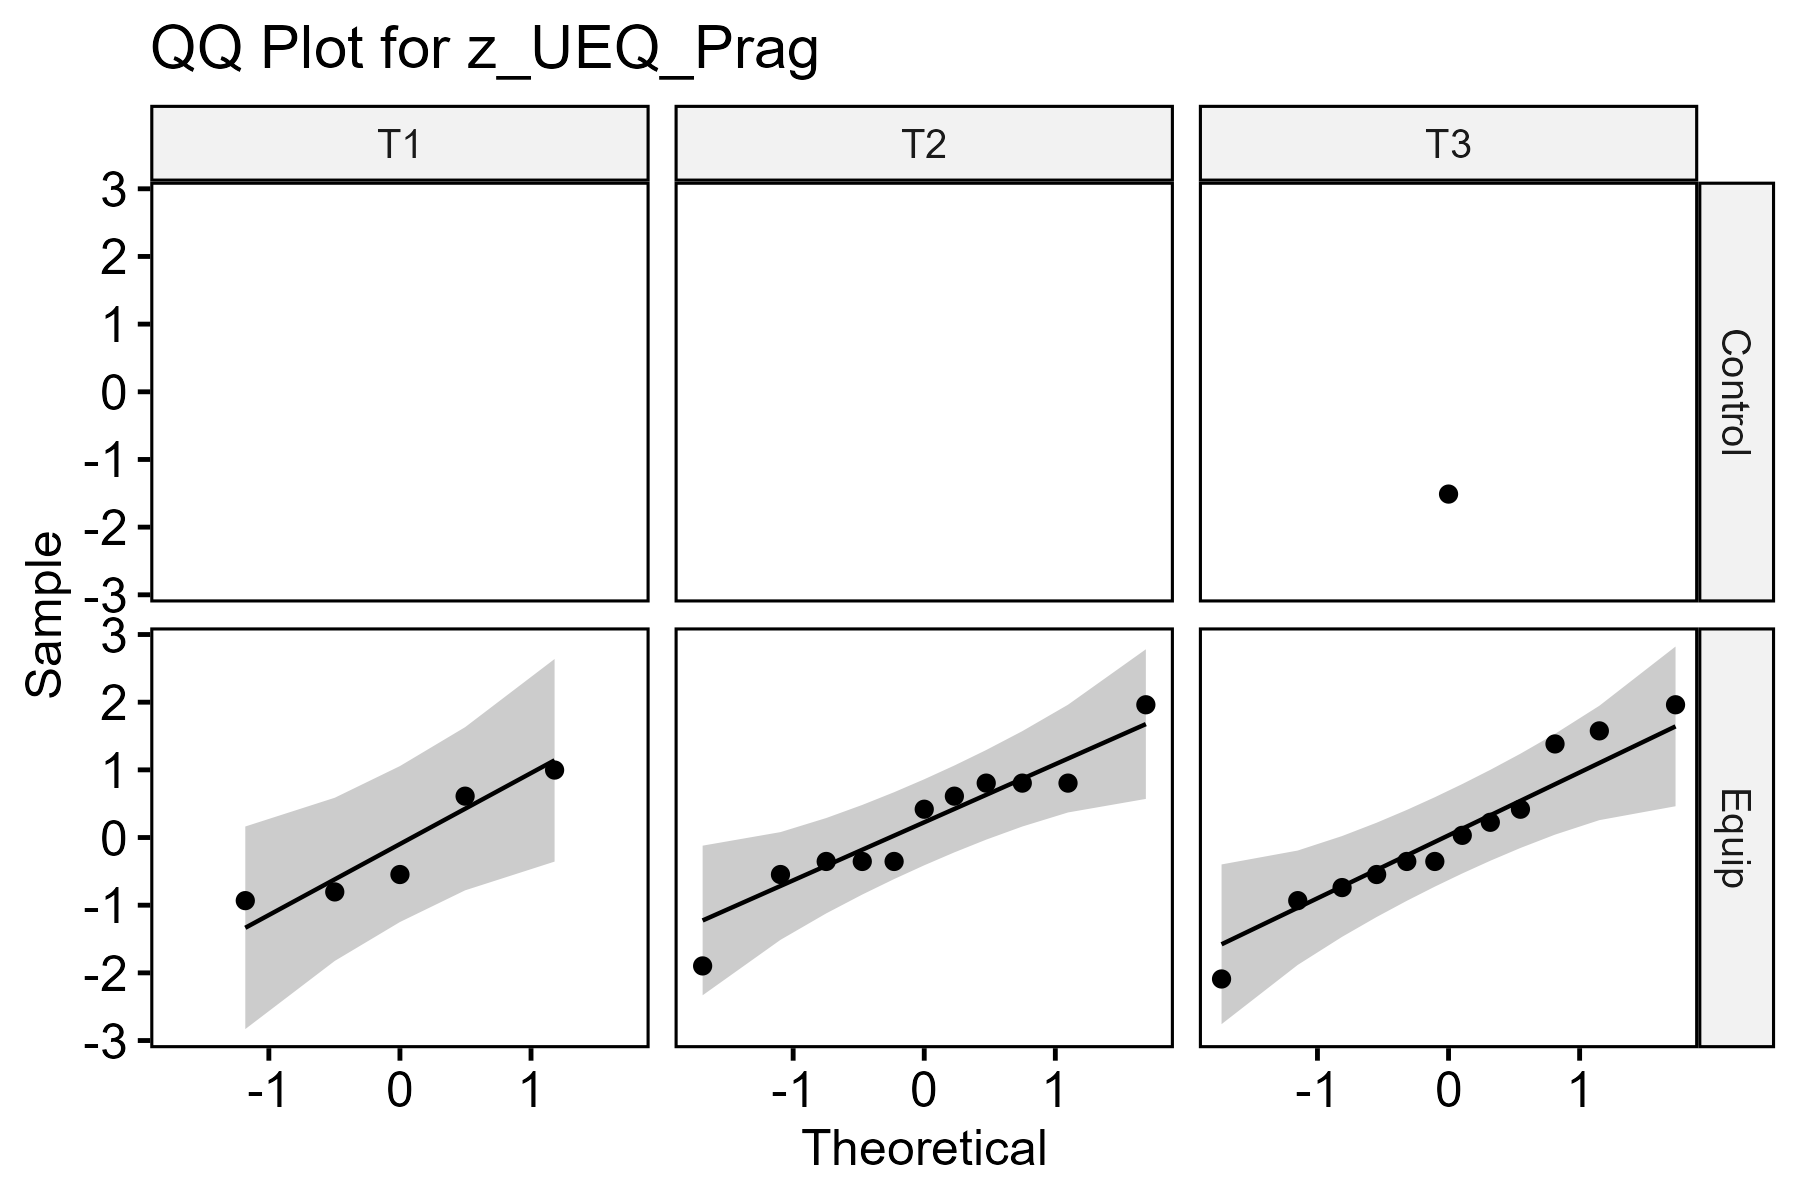 QQ Plot for z_UEQ_Prag
T1 T2 T3
3
2
1
0
-1
-2
-3
Control
3
2
1
0
-1
-2
-3
Equip
Sample
-1 0 1 -1 0 1 -1 0 1
Theoretical